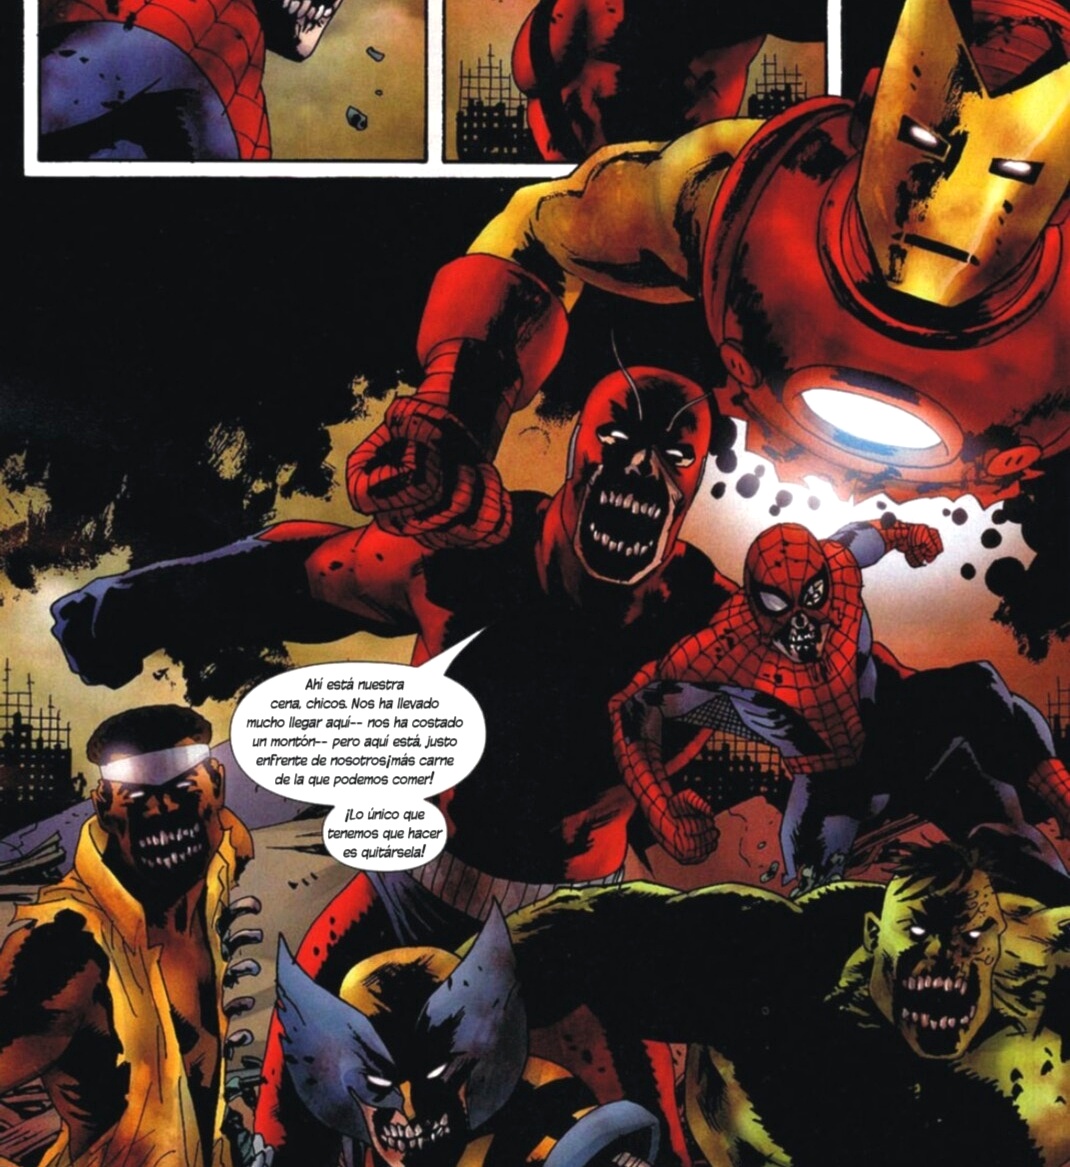 Ahí está nuestra
cena, chicos. Nos ha llevado
mucho llegar aquí-- nos ha costado
un montón-- pero aquí está, justo
enfrente de nosotros¡más carne
de la que podemos comer!
¡Lo único que
tenemos que hacer
es quitársela!